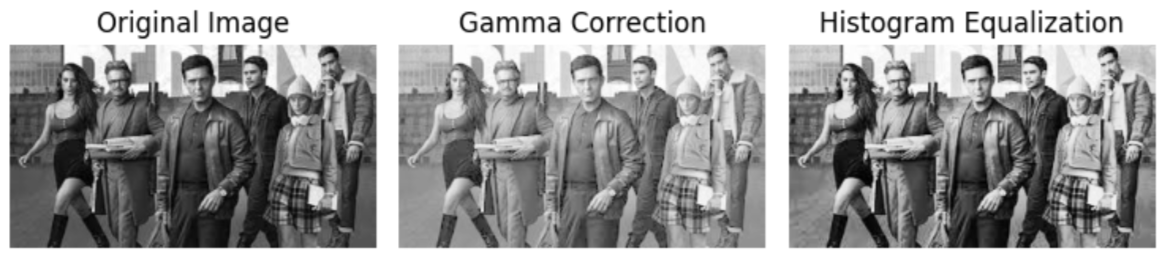 Original Image
Gamma Correction
Histogram Equalization